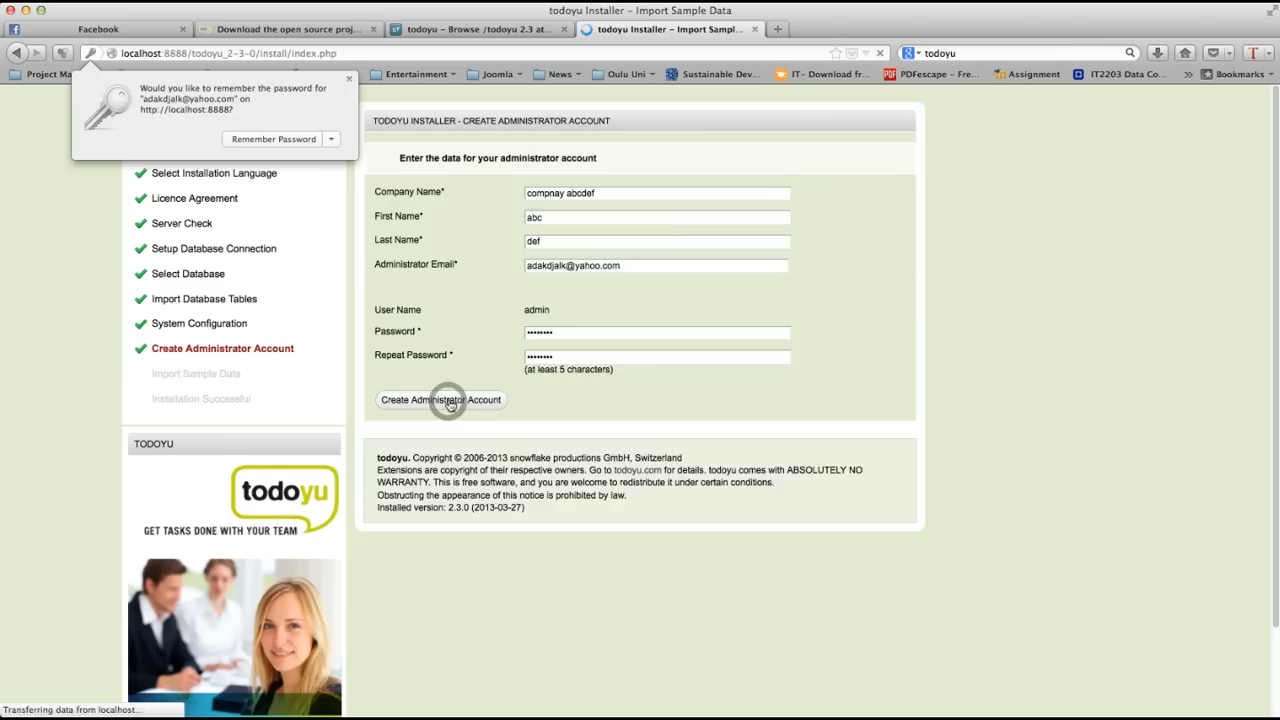 todoyu Installer - Import Sample Data
Facebook
Download the open source proj...
todoyu - Browse /todoyu 2.3 at...
todoyu Installer - Import Sampl...
localhost:8888/todoyu_2-3-0/install/index.php
todoyu
Project Ma
Entertainment
Joomla
News
Oulu Uni
Sustainable Dev...
IT- Download fr...
PDFescape - Fre...
Assignment
IT2203 Data Co...
Bookmarks
Would you like to remember the password for
"adakdjalk@yahoo.com" on
http://localhost:8888?
Remember Password
Select Installation Language
Licence Agreement
Server Check
Setup Database Connection
Select Database
Import Database Tables
System Configuration
Create Administrator Account
Import Sample Data
Installation Successful
TODOYU
todoyu
GET TASKS DONE WITH YOUR TEAM
TODOYU INSTALLER - CREATE ADMINISTRATOR ACCOUNT
Enter the data for your administrator account
Company Name* compnay abcdef
First Name* abc
Last Name* def
Administrator Email* adakdjalk@yahoo.com
User Name admin
Password * ••••••••
Repeat Password * ••••••••
(at least 5 characters)
Create Administrator Account
todoyu. Copyright © 2006-2013 snowflake productions GmbH, Switzerland
Extensions are copyright of their respective owners. Go to todoyu.com for details. todoyu comes with ABSOLUTELY NO
WARRANTY. This is free software, and you are welcome to redistribute it under certain conditions.
Obstructing the appearance of this notice is prohibited by law.
Installed version: 2.3.0 (2013-03-27)
Transferring data from localhost...